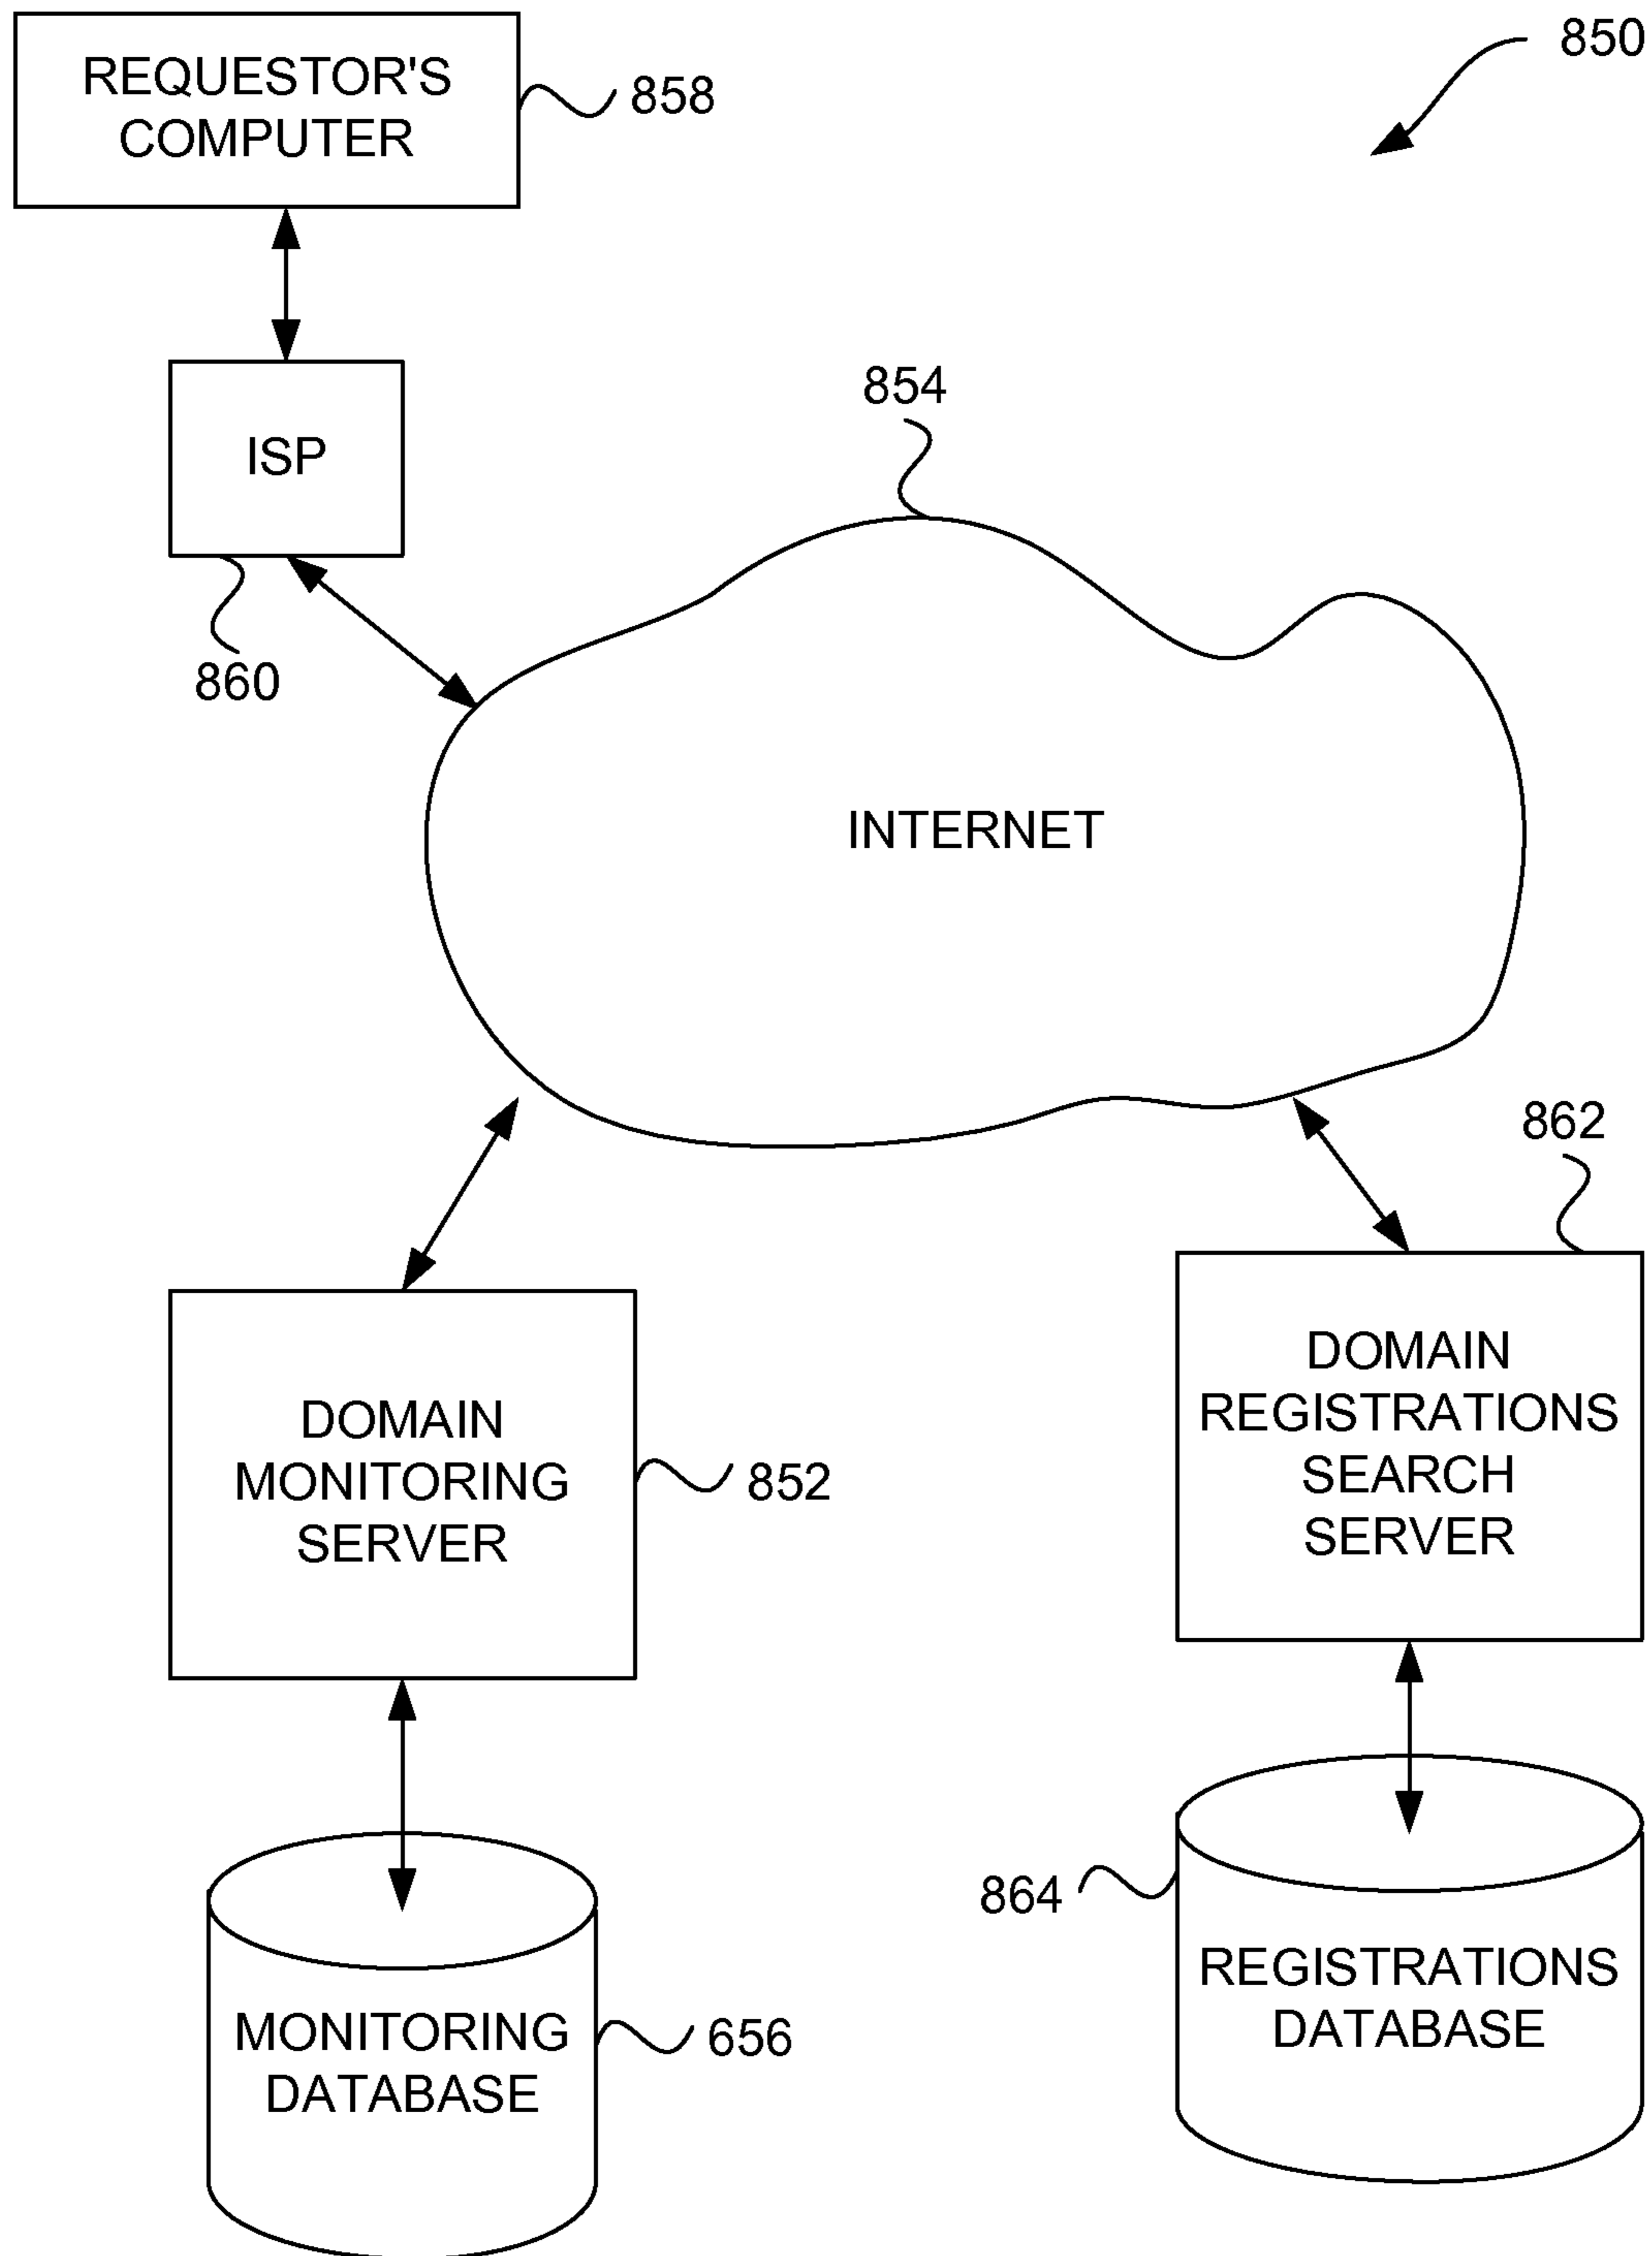 850
REQUESTOR'S
COMPUTER
858
ISP
860
854
INTERNET
862
DOMAIN
MONITORING
SERVER
852
DOMAIN
REGISTRATIONS
SEARCH
SERVER
864
REGISTRATIONS
DATABASE
MONITORING
DATABASE
656